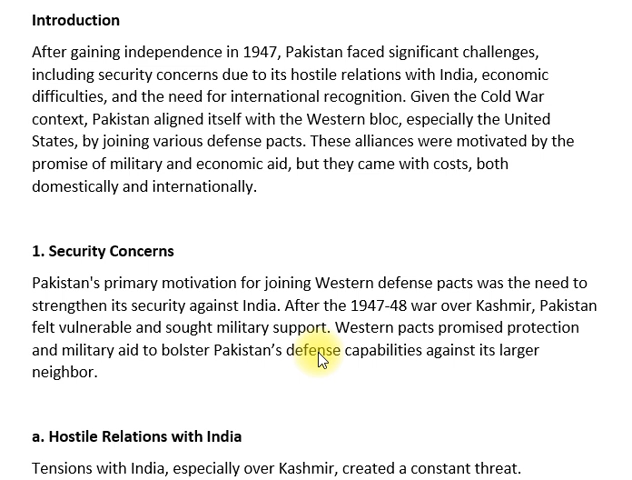 Introduction
After gaining independence in 1947, Pakistan faced significant challenges,
including security concerns due to its hostile relations with India, economic
difficulties, and the need for international recognition. Given the Cold War
context, Pakistan aligned itself with the Western bloc, especially the United
States, by joining various defense pacts. These alliances were motivated by the
promise of military and economic aid, but they came with costs, both
domestically and internationally.
1. Security Concerns
Pakistan's primary motivation for joining Western defense pacts was the need to
strengthen its security against India. After the 1947-48 war over Kashmir, Pakistan
felt vulnerable and sought military support. Western pacts promised protection
and military aid to bolster Pakistan’s defense capabilities against its larger
neighbor.
a. Hostile Relations with India
Tensions with India, especially over Kashmir, created a constant threat.